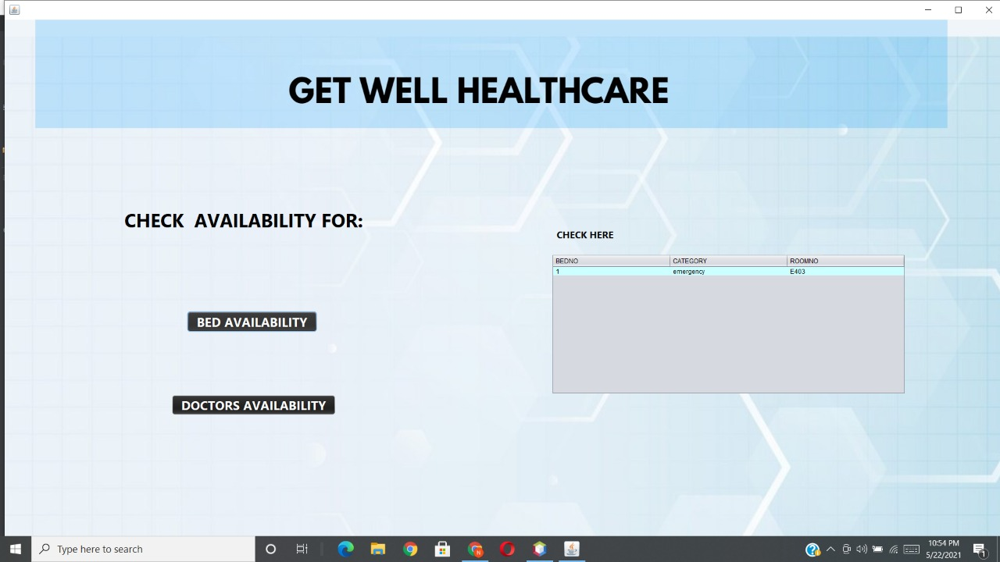 GET WELL HEALTHCARE
CHECK AVAILABILITY FOR:
CHECK HERE
BEDNO CATEGORY ROOMNO
1 emergency E403
BED AVAILABILITY
DOCTORS AVAILABILITY
Type here to search
10:54 PM
5/22/2021
1